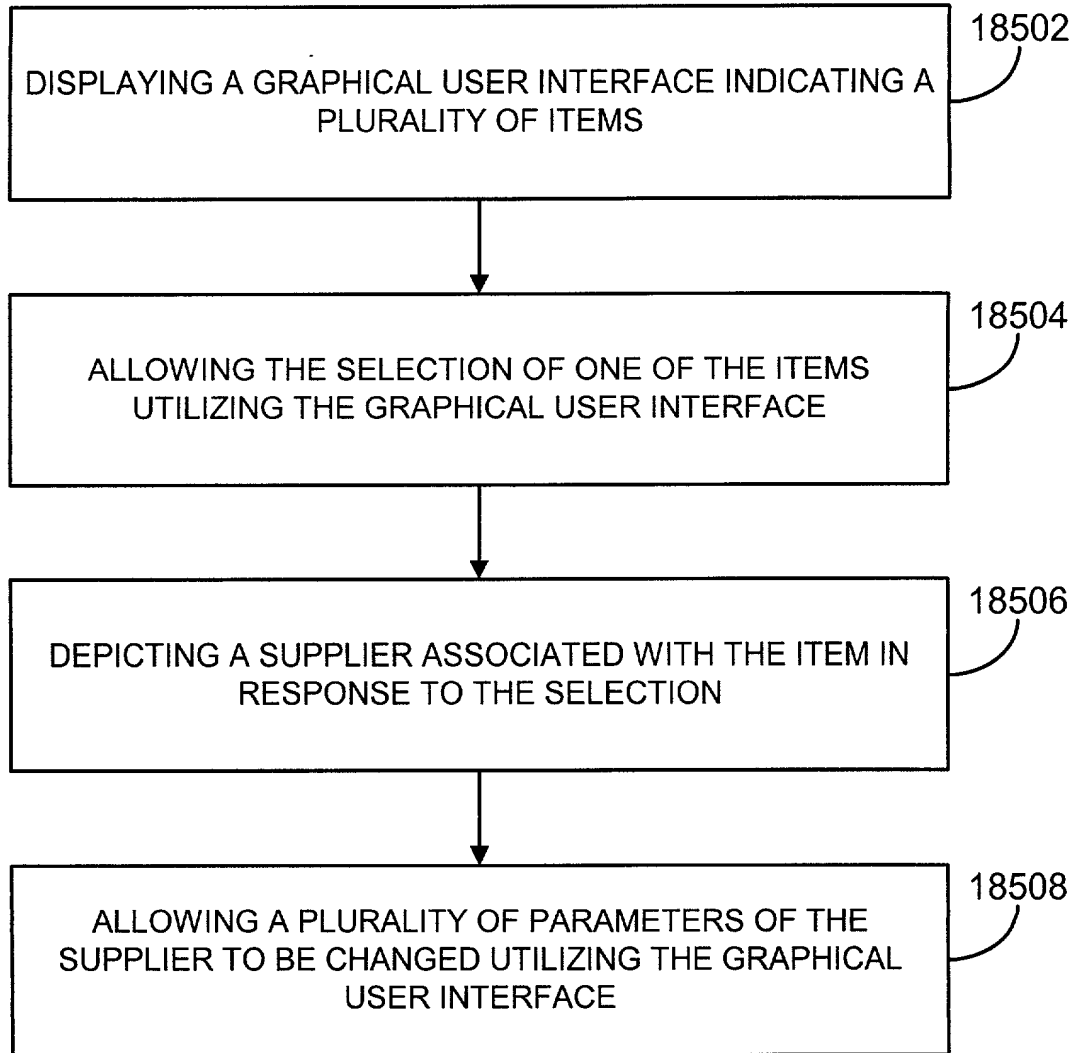 18502
DISPLAYING A GRAPHICAL USER INTERFACE INDICATING A
PLURALITY OF ITEMS
18504
ALLOWING THE SELECTION OF ONE OF THE ITEMS
UTILIZING THE GRAPHICAL USER INTERFACE
18506
DEPICTING A SUPPLIER ASSOCIATED WITH THE ITEM IN
RESPONSE TO THE SELECTION
18508
ALLOWING A PLURALITY OF PARAMETERS OF THE
SUPPLIER TO BE CHANGED UTILIZING THE GRAPHICAL
USER INTERFACE